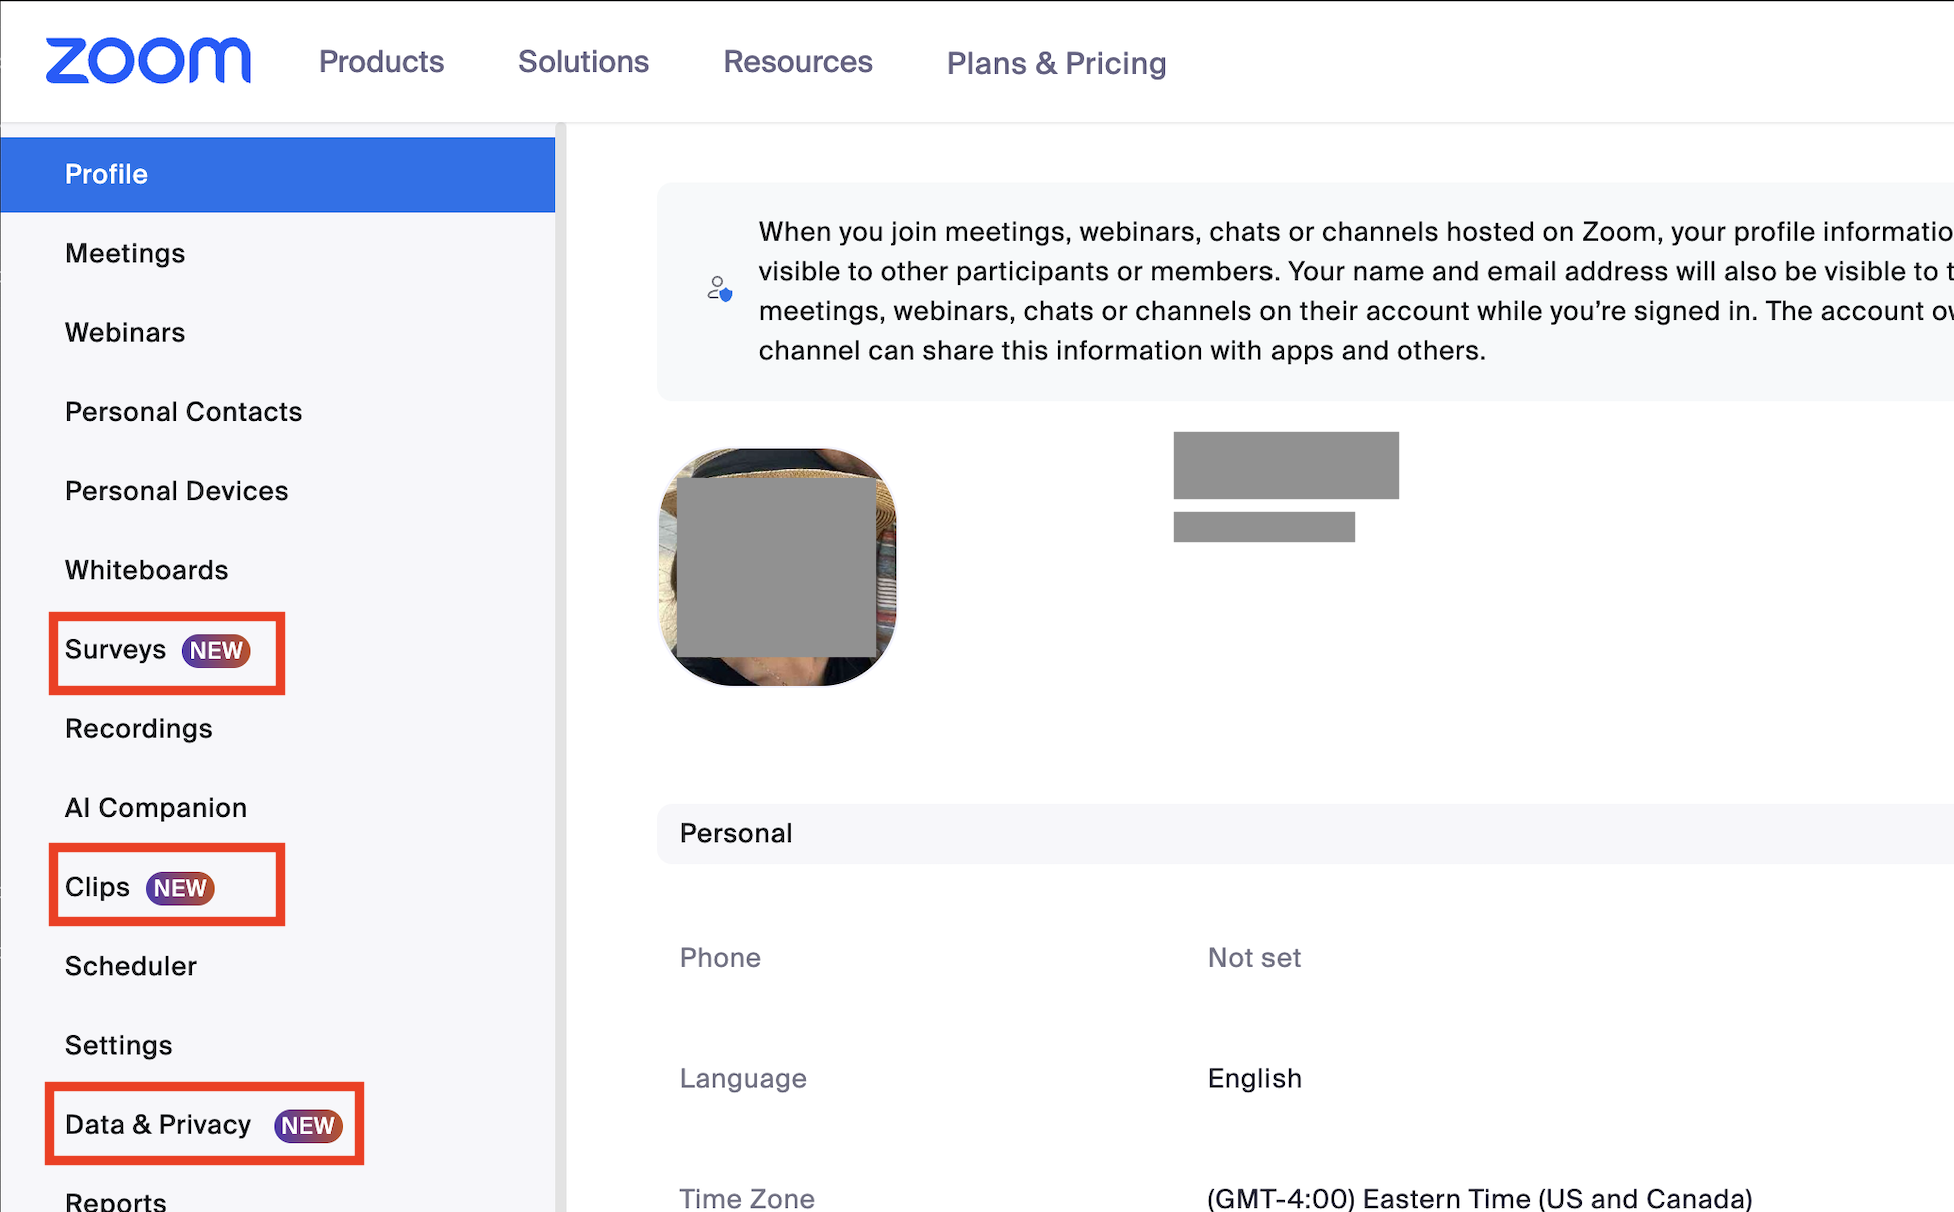 zoom
Products
Solutions
Resources
Plans & Pricing
Profile
Meetings
Webinars
Personal Contacts
Personal Devices
Whiteboards
Surveys NEW
Recordings
AI Companion
Clips NEW
Scheduler
Settings
Data & Privacy NEW
Reports
When you join meetings, webinars, chats or channels hosted on Zoom, your profile informatio
visible to other participants or members. Your name and email address will also be visible to t
meetings, webinars, chats or channels on their account while you’re signed in. The account ow
channel can share this information with apps and others.
Personal
Phone Not set
Language English
Time Zone (GMT-4:00) Eastern Time (US and Canada)